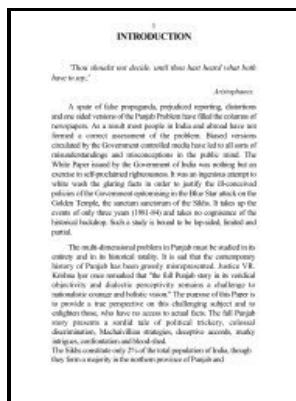 1
INTRODUCTION
'Thou shouldst not decide, until thou hast heard what both
have to say,'
Aristophanes.
A spate of false propaganda, prejudiced reporting, distortions
and one sided versions of the Punjab Problem have filled the columns of
newspapers. As a result most people in India and abroad have not
formed a correct assessment of the problem. Biased versions
circulated by the Government controlled media have led to all sorts of
misunderstandings and misconceptions in the public mind. The
White Paper issued by the Government of India was nothing but an
exercise in self-proclaimed righteousness. It was an ingenious attempt to
white wash the glaring facts in order to justify the ill-conceived
policies of the Government epitomising in the Blue Star attack on the
Golden Temple, the sanctum sanctorum of the Sikhs. It takes up the
events of only three years (1981-84) and takes no cognizance of the
historical backdrop. Such a study is bound to be lop-sided, limited and
partial.
The multi-dimensional problem in Punjab must be studied in its
entirety and in its historical totality. It is sad that the contemporary
history of Punjab has been grossly misrepresented. Justice V.R.
Krishna Iyer once remarked that "the full Punjab story in its veridical
objectivity and dialectic perceptivity remains a challenge to
nationalistic courage and holistic vision." The purpose of this Paper is
to provide a true perspective on this challenging subject and to
enlighten those, who have no access to actual facts. The full Punjab
story presents a sordid tale of political trickery, colossal
discrimination, Machiavillian strategies, deceptive accords, murky
intrigues, confrontation and blood-shed.
The Sikhs constitute only 2% of the total population of India, though
they form a majority in the northern province of Punjab and